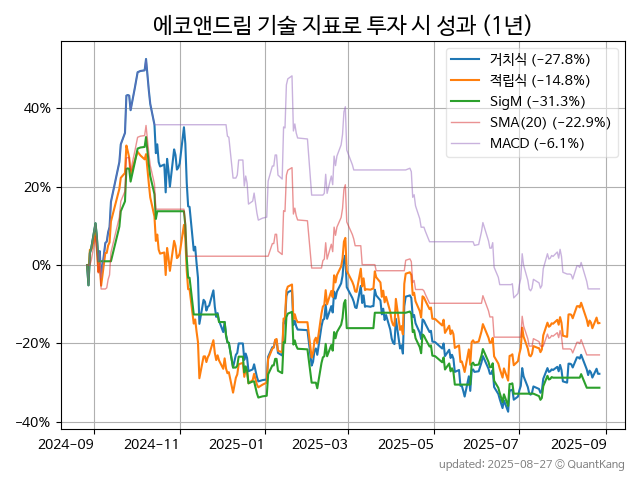 에코앤드림 기술 지표로 투자 시 성과 (1년)
거치식 (−27.8%)
적립식 (−14.8%)
SigM (−31.3%)
SMA(20) (−22.9%)
MACD (−6.1%)
40%
20%
0%
−20%
−40%
2024-09 2024-11 2025-01 2025-03 2025-05 2025-07 2025-09
updated: 2025-08-27 © QuantKang